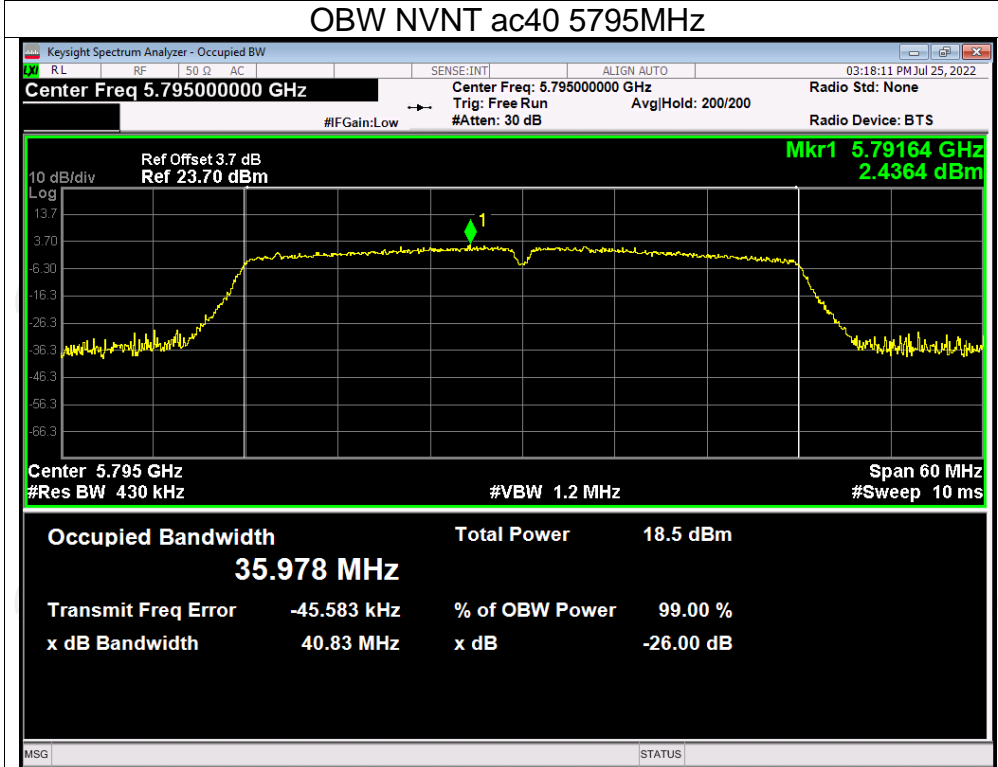 OBW NVNT ac40 5795MHz
Keysight Spectrum Analyzer - Occupied BW
LXI RL RF 50 Ω AC SENSE:INT ALIGN AUTO 03:18:11 PM Jul 25, 2022
Center Freq 5.795000000 GHz Center Freq: 5.795000000 GHz Radio Std: None
Trig: Free Run Avg|Hold: 200/200
#IFGain:Low #Atten: 30 dB Radio Device: BTS
Mkr1 5.79164 GHz
2.4364 dBm
Ref Offset 3.7 dB
10 dB/div Ref 23.70 dBm
Log
13.7
1
3.70
-6.30
-16.3
-26.3
-36.3
-46.3
-56.3
-66.3
Center 5.795 GHz Span 60 MHz
#Res BW 430 kHz #VBW 1.2 MHz #Sweep 10 ms
Occupied Bandwidth Total Power 18.5 dBm
35.978 MHz
Transmit Freq Error -45.583 kHz % of OBW Power 99.00 %
x dB Bandwidth 40.83 MHz x dB -26.00 dB
MSG STATUS